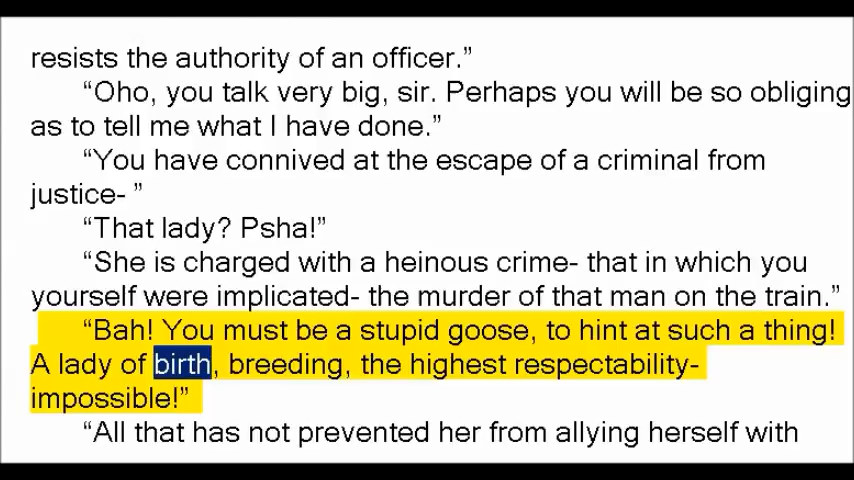 resists the authority of an officer.”
“Oho, you talk very big, sir. Perhaps you will be so obliging
as to tell me what I have done.”
“You have connived at the escape of a criminal from
justice- ”
“That lady? Psha!”
“She is charged with a heinous crime- that in which you
yourself were implicated- the murder of that man on the train.”
“Bah! You must be a stupid goose, to hint at such a thing!
A lady of birth, breeding, the highest respectability-
impossible!”
“All that has not prevented her from allying herself with